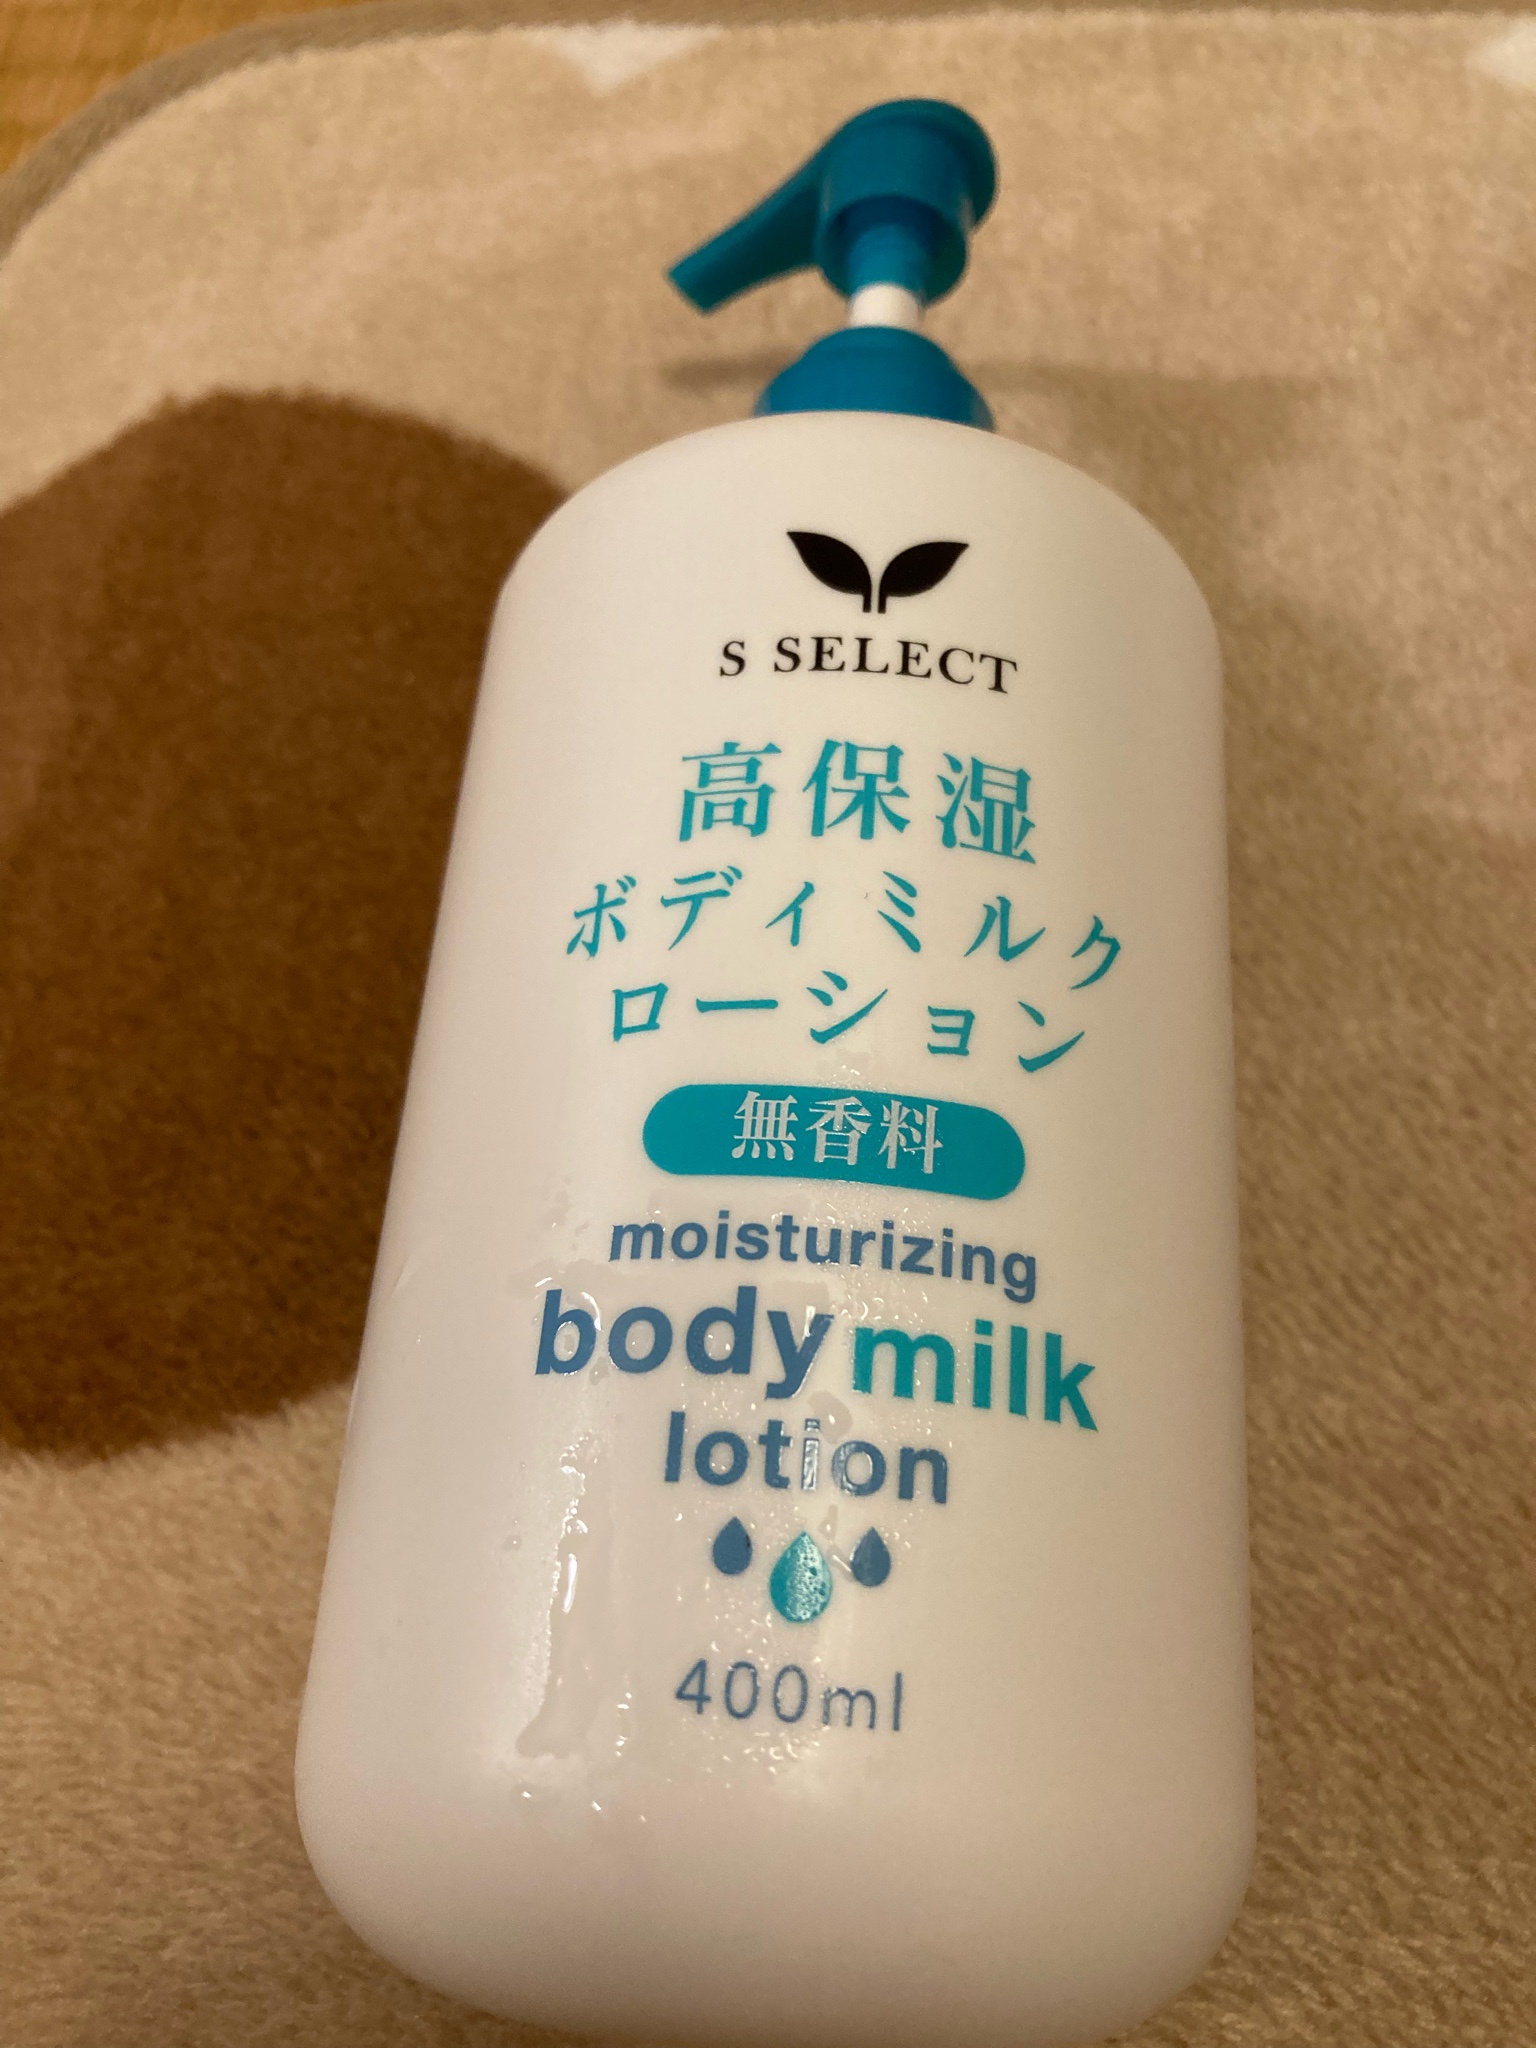 S SELECT
高保湿
ボディミルク
ローション
無香料
moisturizing
body milk
lotion
400ml